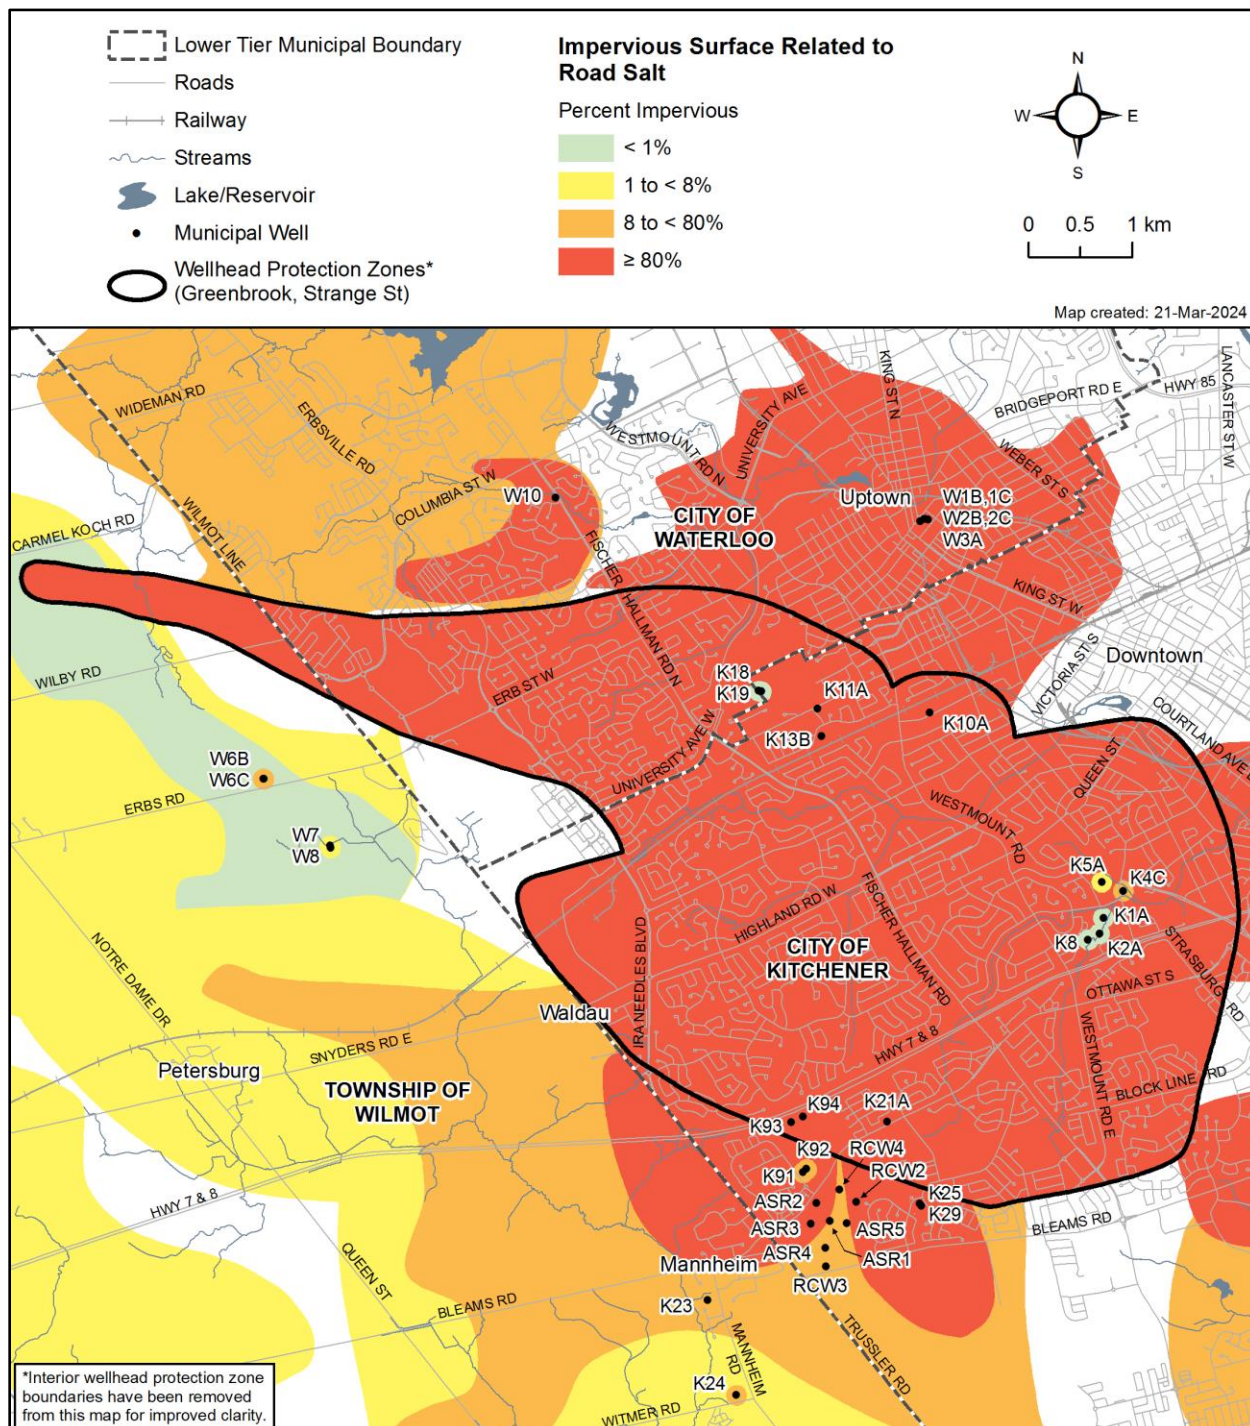 Lower Tier Municipal Boundary
Roads
Railway
Streams
Lake/Reservoir
Municipal Well
Wellhead Protection Zones*
(Greenbrook, Strange St)
Impervious Surface Related to
Road Salt
Percent Impervious
< 1%
1 to < 8%
8 to < 80%
≥ 80%
N
W
E
S
0 0.5 1 km
Map created: 21-Mar-2024
WIDEMAN RD
ERBSVILLE RD
COLUMBIA ST W
WESTMOUNT RD N
UNIVERSITY AVE
KING ST N
BRIDGEPORT RD E
HWY 85
LANCASTER ST W
WEBER ST S
CARMEL KOCH RD
WILMOT LINE
W10
CITY OF
WATERLOO
Uptown
W1B,1C
W2B,2C
W3A
FISCHER HALLMAN RD N
KING ST W
VICTORIA ST S
Downtown
COURTLAND AVE E
WILBY RD
ERB ST W
K18
K19
K11A
K13B
K10A
UNIVERSITY AVE W
QUEEN ST
W6B
W6C
ERBS RD
W7
W8
WESTMOUNT RD
K5A
K4C
K1A
K8
K2A
HIGHLAND RD W
FISCHER HALLMAN RD
CITY OF
KITCHENER
IRA NEEDLES BLVD
STRASBURG RD
OTTAWA ST S
NOTRE DAME DR
Waldau
SNYDERS RD E
Petersburg
TOWNSHIP OF
WILMOT
HWY 7 & 8
WESTMOUNT RD E
BLOCK LINE RD
K94
K93
K21A
K92
RCW4
K91
RCW2
ASR2
K25
K29
ASR3
ASR5
BLEAMS RD
HWY 7 & 8
ASR4
ASR1
Mannheim
RCW3
QUEEN ST
BLEAMS RD
K23
MANNHEIM
RD
TRUSSLER RD
K24
WITMER RD
*Interior wellhead protection zone
boundaries have been removed
from this map for improved clarity.